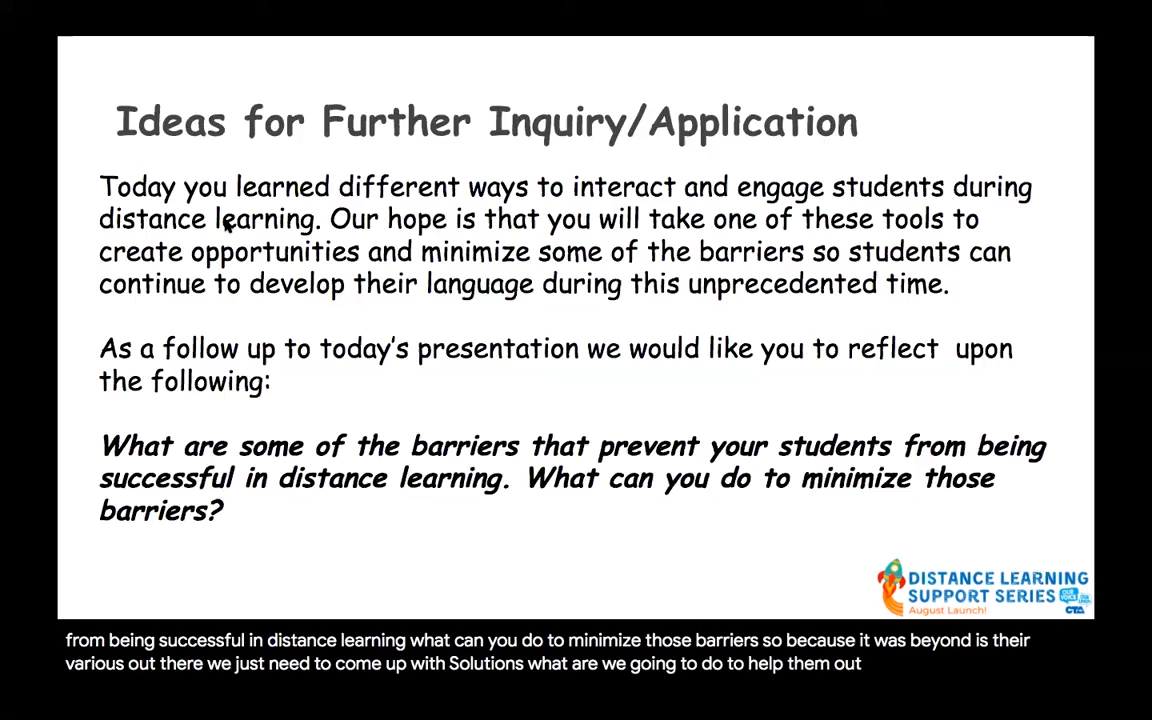 Ideas for Further Inquiry/Application
Today you learned different ways to interact and engage students during
distance learning. Our hope is that you will take one of these tools to
create opportunities and minimize some of the barriers so students can
continue to develop their language during this unprecedented time.
As a follow up to today's presentation we would like you to reflect upon
the following:
What are some of the barriers that prevent your students from being
successful in distance learning. What can you do to minimize those
barriers?
DISTANCE LEARNING
SUPPORT SERIES
August Launch!
CTA
from being successful in distance learning what can you do to minimize those barriers so because it was beyond is their
various out there we just need to come up with Solutions what are we going to do to help them out